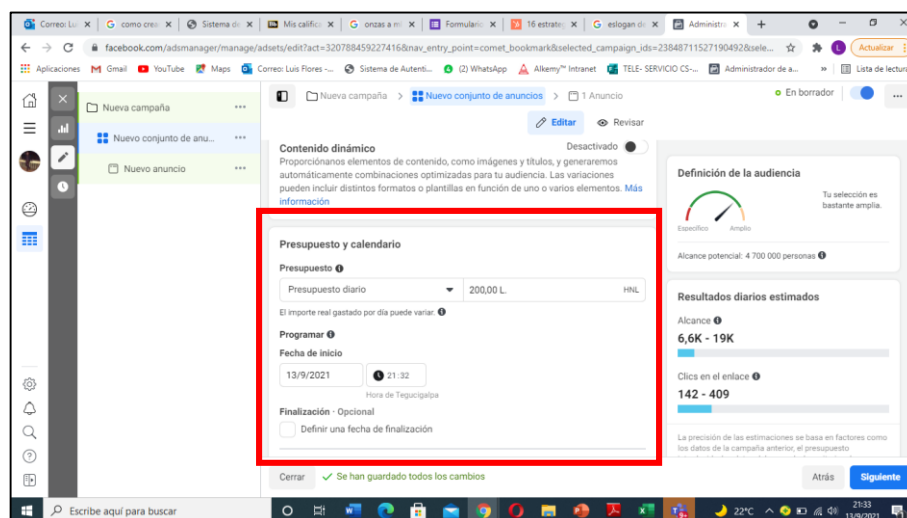 Correo: Lu
como crea
Sistema de
Mis califica
onzas a m
Formulario
16 estrateg
eslogan de
Administra
facebook.com/adsmanager/manage/adsets/edit?act=320788459227416&nav_entry_point=comet_bookmark&selected_campaign_ids=23848711527190492&sele...
Actualizar
Aplicaciones
Gmail
YouTube
Maps
Correo: Luis Flores -...
Sistema de Autenti...
(2) WhatsApp
Alkemy™ Intranet
TELE- SERVICIO CS-...
Administrador de a...
Lista de lectura
Nueva campaña
Nuevo conjunto de anu...
Nuevo anuncio
Nueva campaña > Nuevo conjunto de anuncios > 1 Anuncio
En borrador
Editar
Revisar
Contenido dinámico
Desactivado
Proporciónanos elementos de contenido, como imágenes y títulos, y generaremos
automáticamente combinaciones optimizadas para tu audiencia. Las variaciones
pueden incluir distintos formatos o plantillas en función de uno o varios elementos. Más
información
Presupuesto y calendario
Presupuesto
Presupuesto diario
200,00 L.
HNL
El importe real gastado por día puede variar.
Programar
Fecha de inicio
13/9/2021
21:32
Hora de Tegucigalpa
Finalización · Opcional
Definir una fecha de finalización
Cerrar
Se han guardado todos los cambios
Atrás
Siguiente
Definición de la audiencia
Tu selección es
bastante amplia.
Específico
Amplio
Alcance potencial: 4 700 000 personas
Resultados diarios estimados
Alcance
6,6K - 19K
Clics en el enlace
142 - 409
La precisión de las estimaciones se basa en factores como
los datos de la campaña anterior, el presupuesto
Escribe aquí para buscar
22°C
21:33
13/9/2021